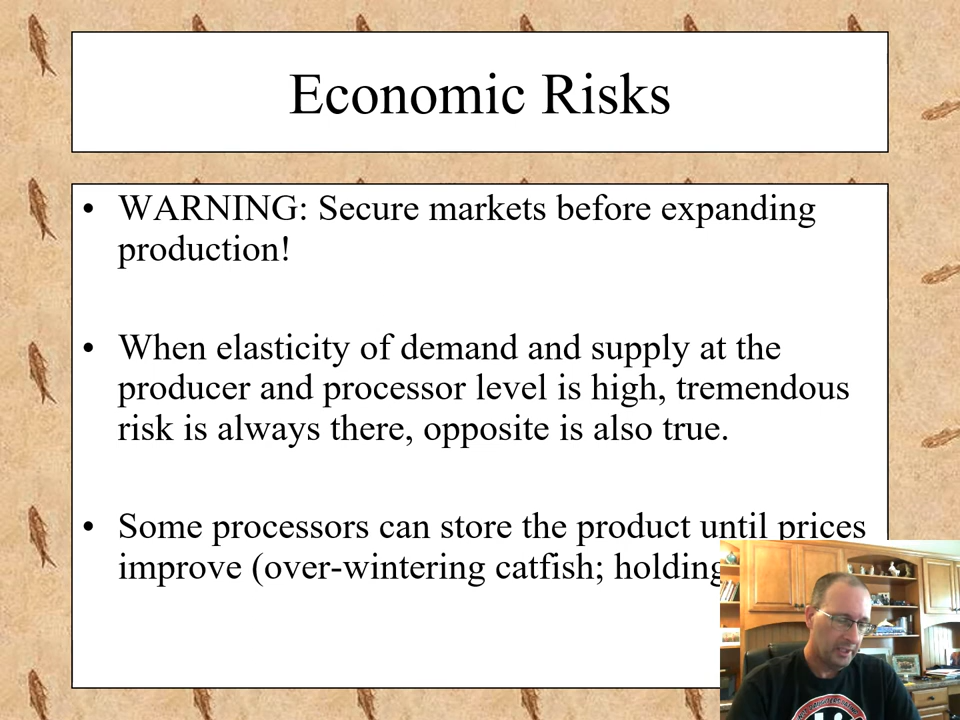 Economic Risks
• WARNING: Secure markets before expanding
production!
• When elasticity of demand and supply at the
producer and processor level is high, tremendous
risk is always there, opposite is also true.
• Some processors can store the product until prices
improve (over-wintering catfish; holding